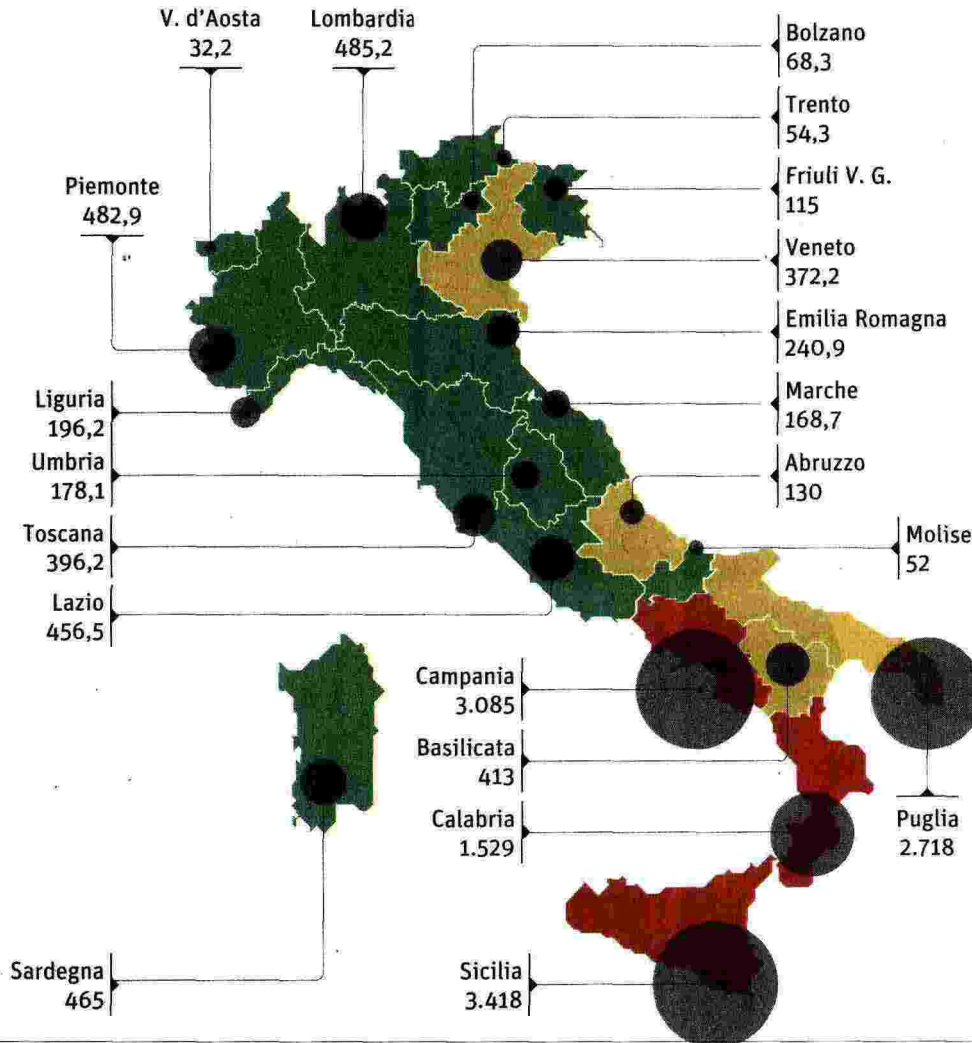 V. d'Aosta
32,2
Lombardia
485,2
Bolzano
68,3
Trento
54,3
Piemonte
482,9
Friuli V. G.
115
Veneto
372,2
Emilia Romagna
240,9
Liguria
196,2
Marche
168,7
Umbria
178,1
Abruzzo
130
Toscana
396,2
Molise
52
Lazio
456,5
Campania
3.085
Basilicata
413
Calabria
1.529
Puglia
2.718
Sardegna
465
Sicilia
3.418